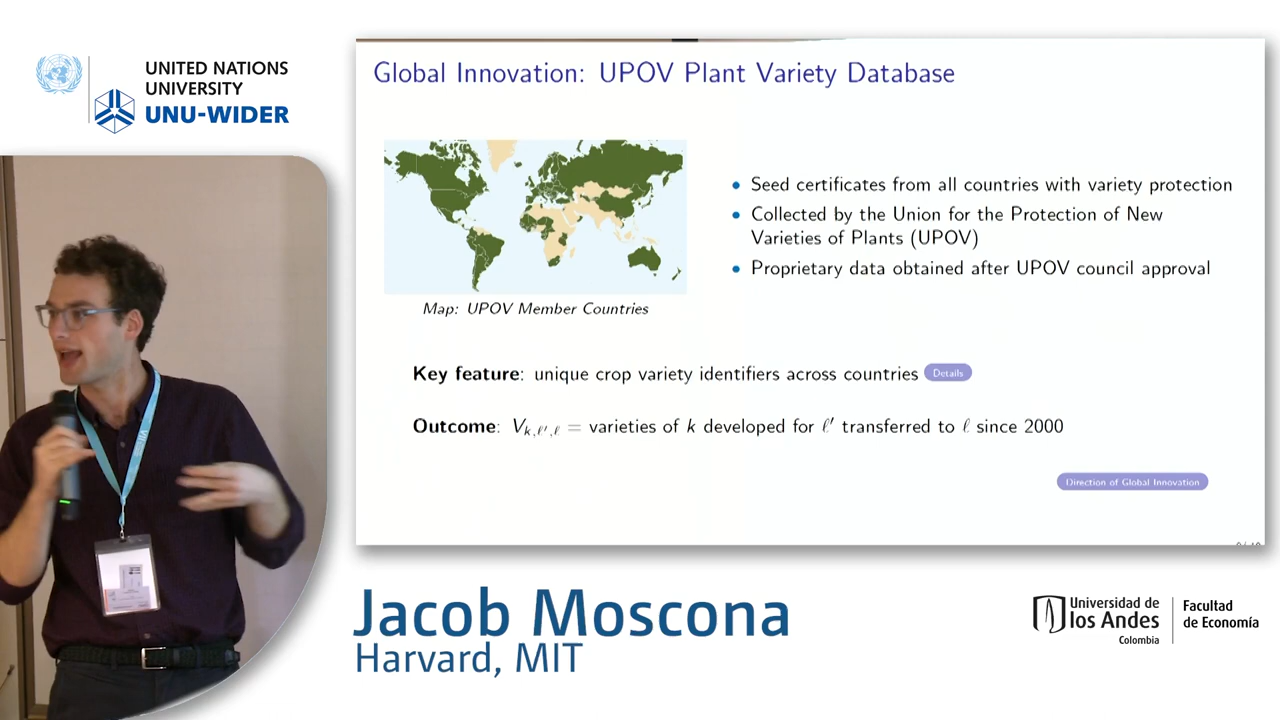 UNITED NATIONS
UNIVERSITY
UNU-WIDER
Global Innovation: UPOV Plant Variety Database
Map: UPOV Member Countries
• Seed certificates from all countries with variety protection
• Collected by the Union for the Protection of New
Varieties of Plants (UPOV)
• Proprietary data obtained after UPOV council approval
Key feature: unique crop variety identifiers across countries Details
Outcome: Vₖ,ℓ′,ℓ = varieties of k developed for ℓ′ transferred to ℓ since 2000
Direction of Global Innovation
Jacob Moscona
Harvard, MIT
Universidad de
los Andes
Colombia
Facultad
de Economía